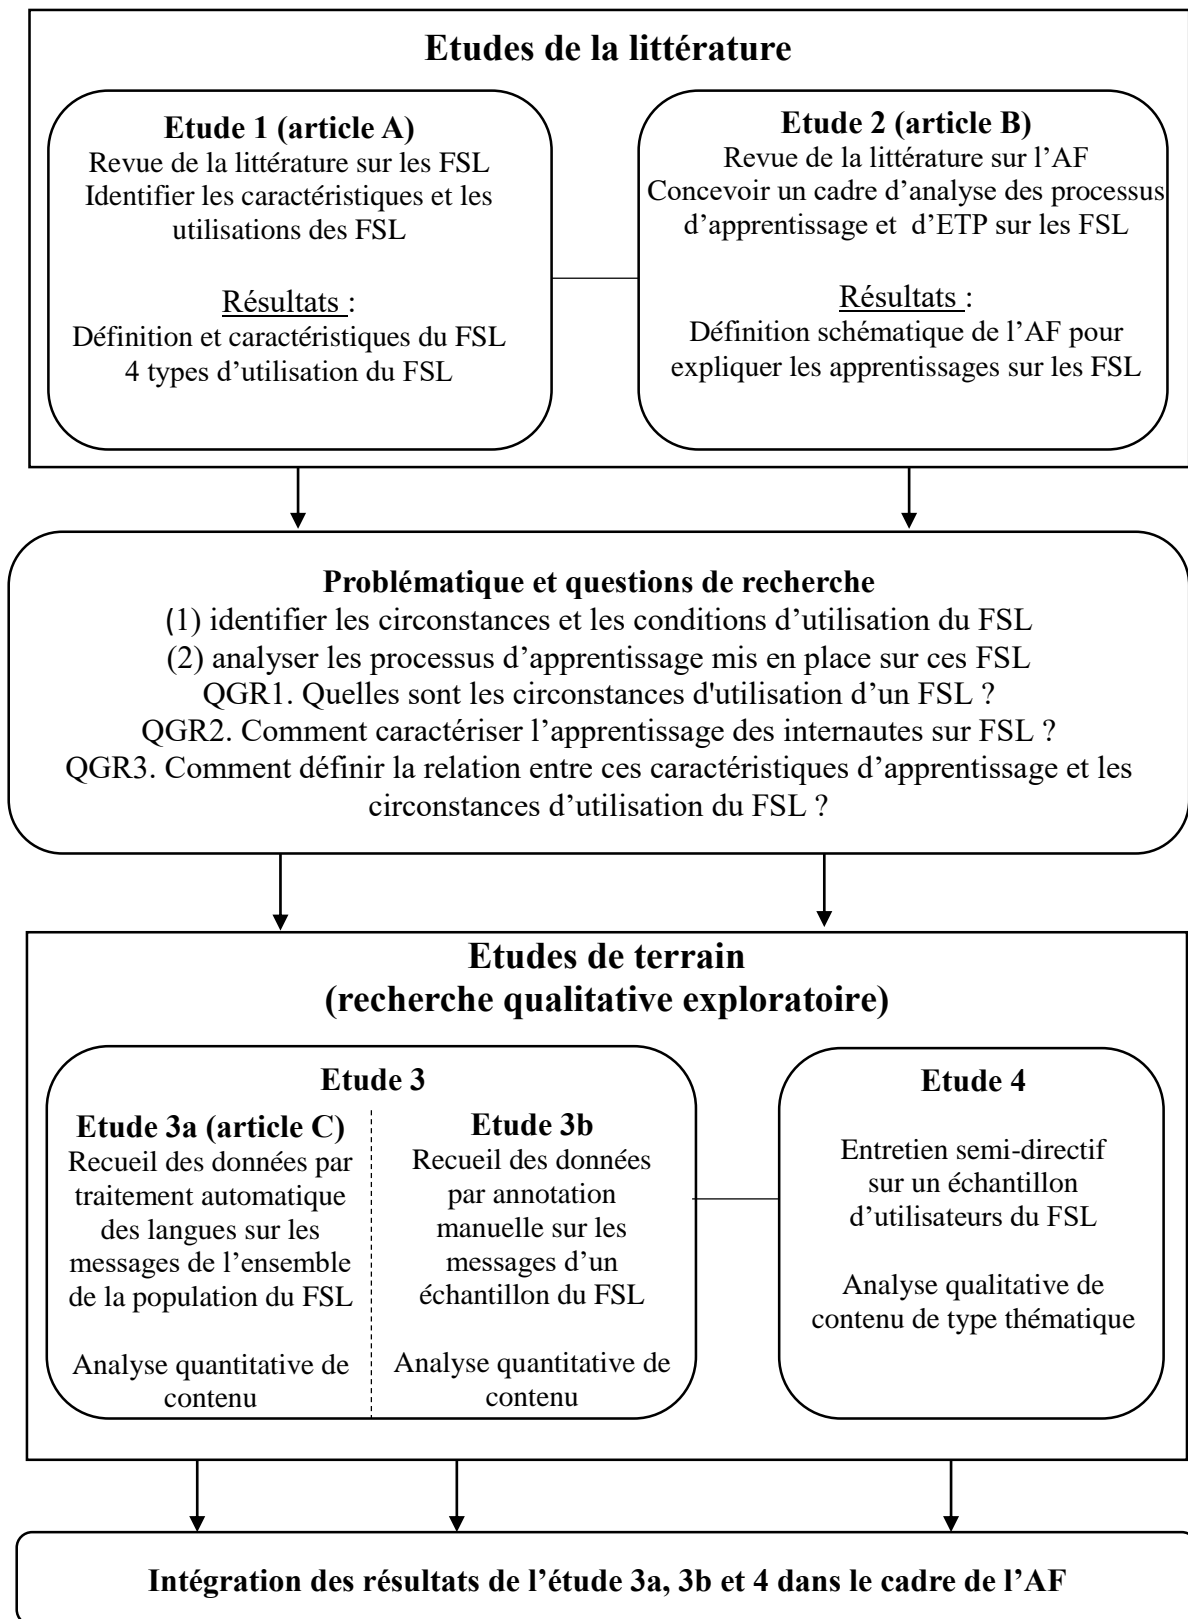 Etudes de la littérature
Etude 1 (article A)
Revue de la littérature sur les FSL
Identifier les caractéristiques et les
utilisations des FSL
Résultats :
Définition et caractéristiques du FSL
4 types d’utilisation du FSL
Etude 2 (article B)
Revue de la littérature sur l’AF
Concevoir un cadre d’analyse des processus
d’apprentissage et d’ETP sur les FSL
Résultats :
Définition schématique de l’AF pour
expliquer les apprentissages sur les FSL
Problématique et questions de recherche
(1) identifier les circonstances et les conditions d’utilisation du FSL
(2) analyser les processus d’apprentissage mis en place sur ces FSL
QGR1. Quelles sont les circonstances d'utilisation d’un FSL ?
QGR2. Comment caractériser l’apprentissage des internautes sur FSL ?
QGR3. Comment définir la relation entre ces caractéristiques d’apprentissage et les
circonstances d’utilisation du FSL ?
Etudes de terrain
(recherche qualitative exploratoire)
Etude 3
Etude 3a (article C)
Recueil des données par
traitement automatique
des langues sur les
messages de l’ensemble
de la population du FSL
Analyse quantitative de
contenu
Etude 3b
Recueil des données
par annotation
manuelle sur les
messages d’un
échantillon du FSL
Analyse quantitative de
contenu
Etude 4
Entretien semi-directif
sur un échantillon
d’utilisateurs du FSL
Analyse qualitative de
contenu de type thématique
Intégration des résultats de l’étude 3a, 3b et 4 dans le cadre de l’AF